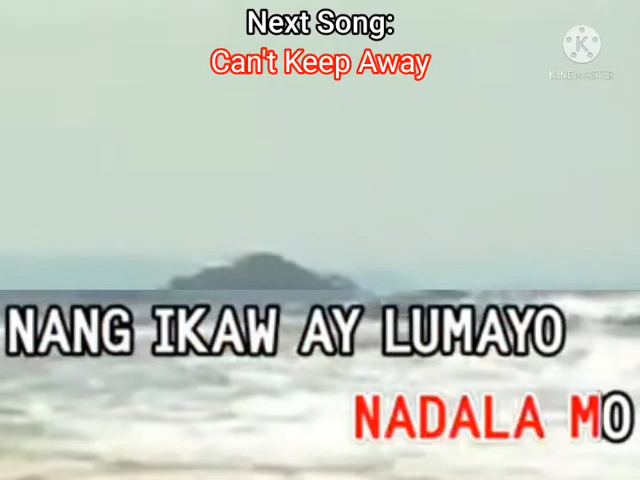 Next Song:
Can't Keep Away
KINEMASTER
NANG IKAW AY LUMAYO
NADALA MO